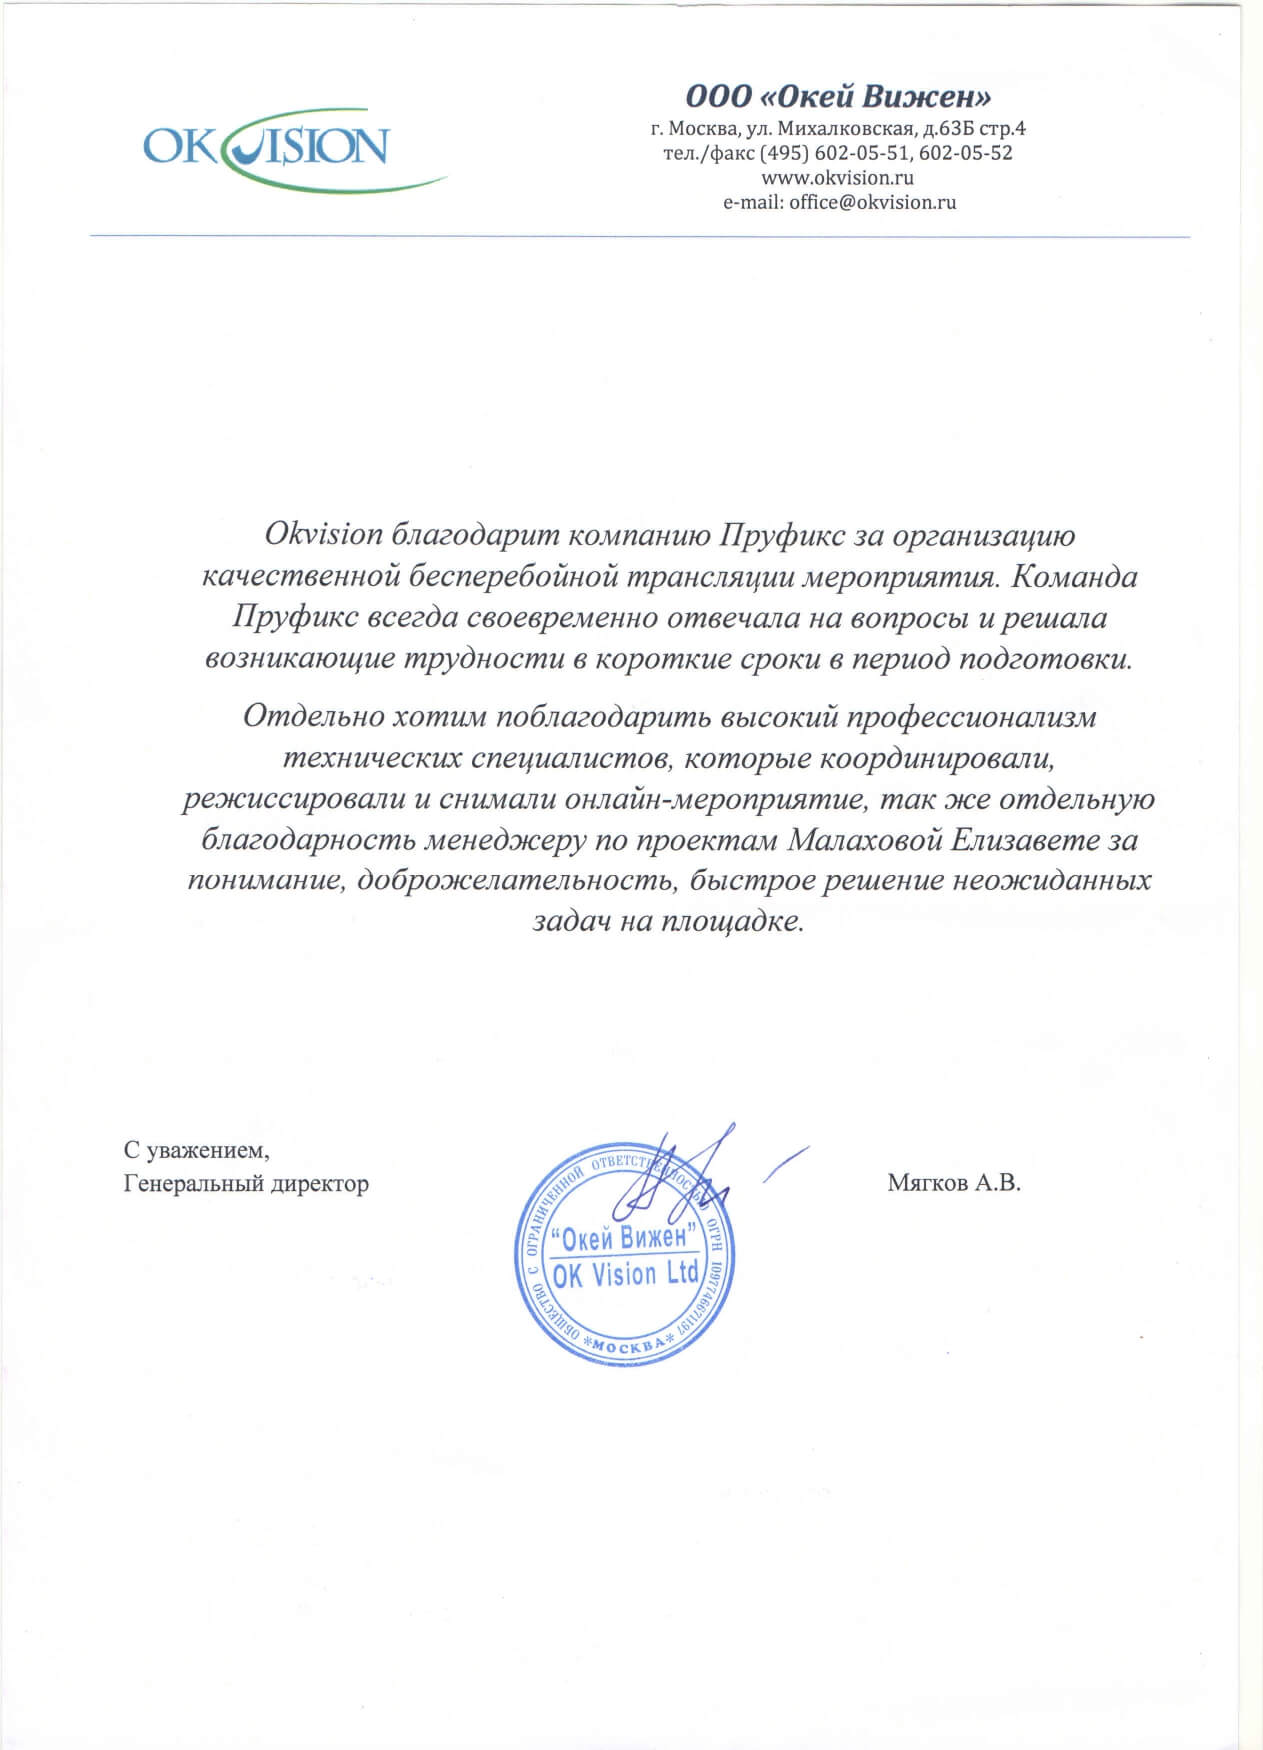 OKVISION
ООО «Окей Вижен»
г. Москва, ул. Михалковская, д.63Б стр.4
тел./факс (495) 602-05-51, 602-05-52
www.okvision.ru
e-mail: office@okvision.ru
Okvision благодарит компанию Пруфикс за организацию
качественной бесперебойной трансляции мероприятия. Команда
Пруфикс всегда своевременно отвечала на вопросы и решала
возникающие трудности в короткие сроки в период подготовки.
Отдельно хотим поблагодарить высокий профессионализм
технических специалистов, которые координировали,
режиссировали и снимали онлайн-мероприятие, так же отдельную
благодарность менеджеру по проектам Малаховой Елизавете за
понимание, доброжелательность, быстрое решение неожиданных
задач на площадке.
С уважением,
Генеральный директор
Мягков А.В.
ОБЩЕСТВО С ОГРАНИЧЕННОЙ ОТВЕТСТВЕННОСТЬЮ ОГРН 1097746671197
"Окей Вижен"
OK Vision Ltd
*МОСКВА*